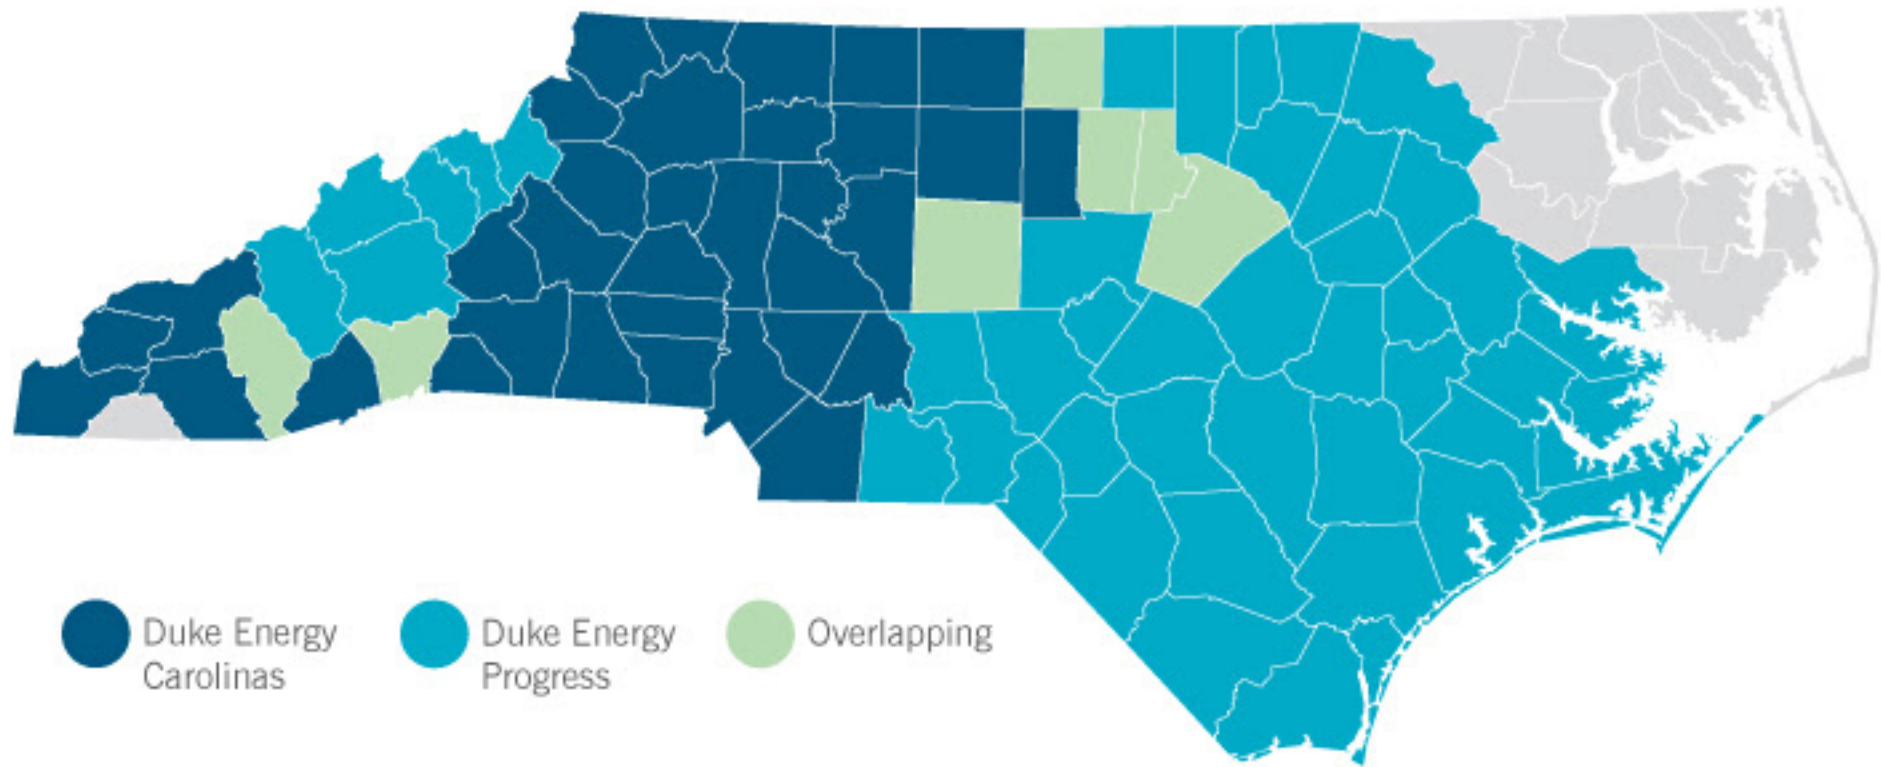 Duke Energy
Carolinas
Duke Energy
Progress
Overlapping